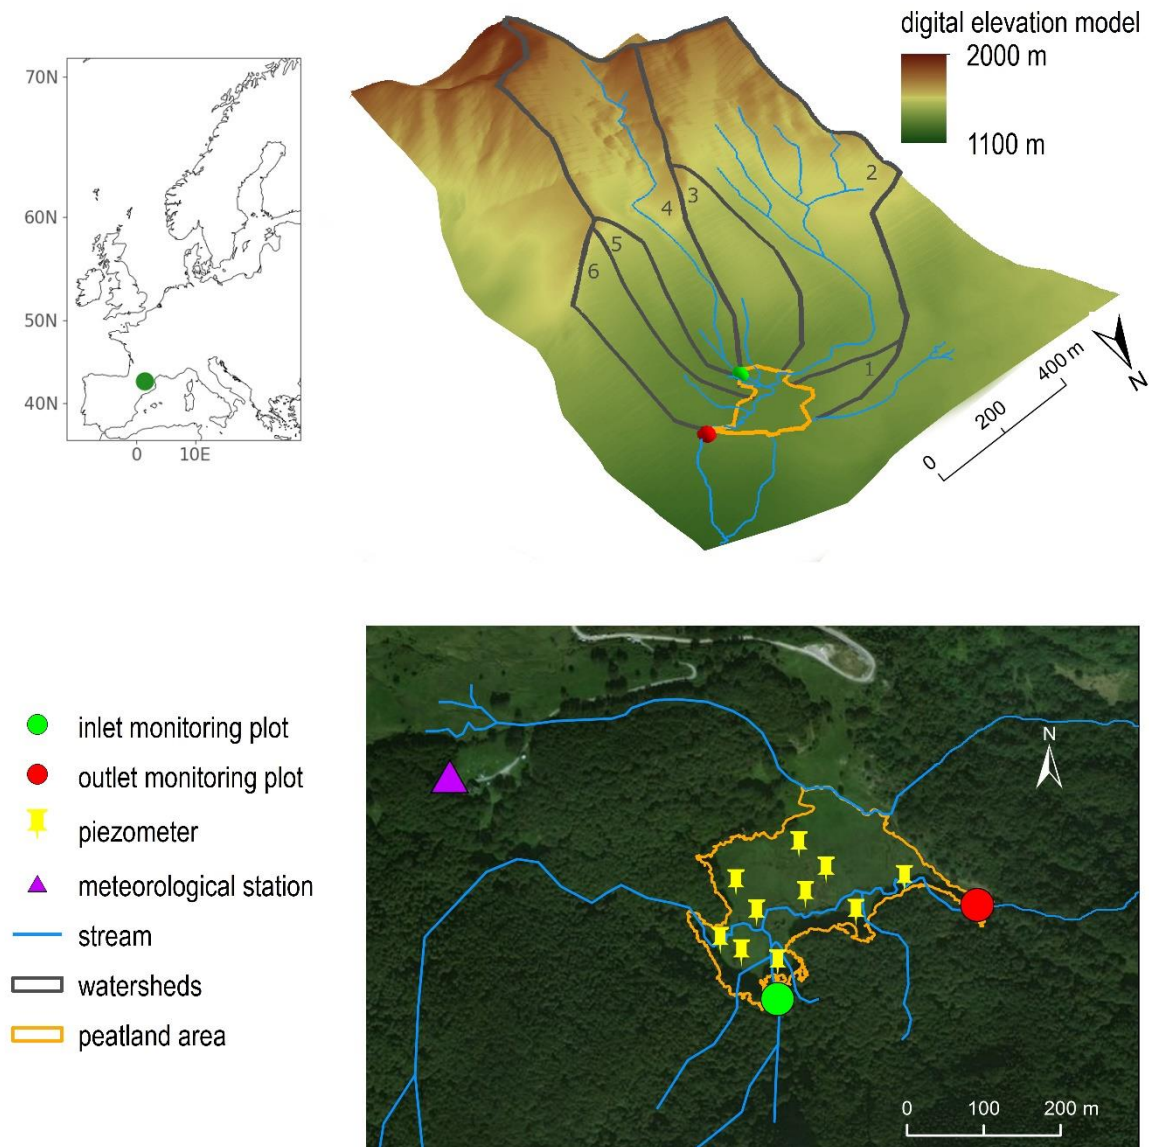 digital elevation model
2000 m
1100 m
70N
60N
50N
40N
0
10E
2
3
4
5
6
1
0
200
400 m
N
inlet monitoring plot
outlet monitoring plot
piezometer
meteorological station
stream
watersheds
peatland area
N
0
100
200 m